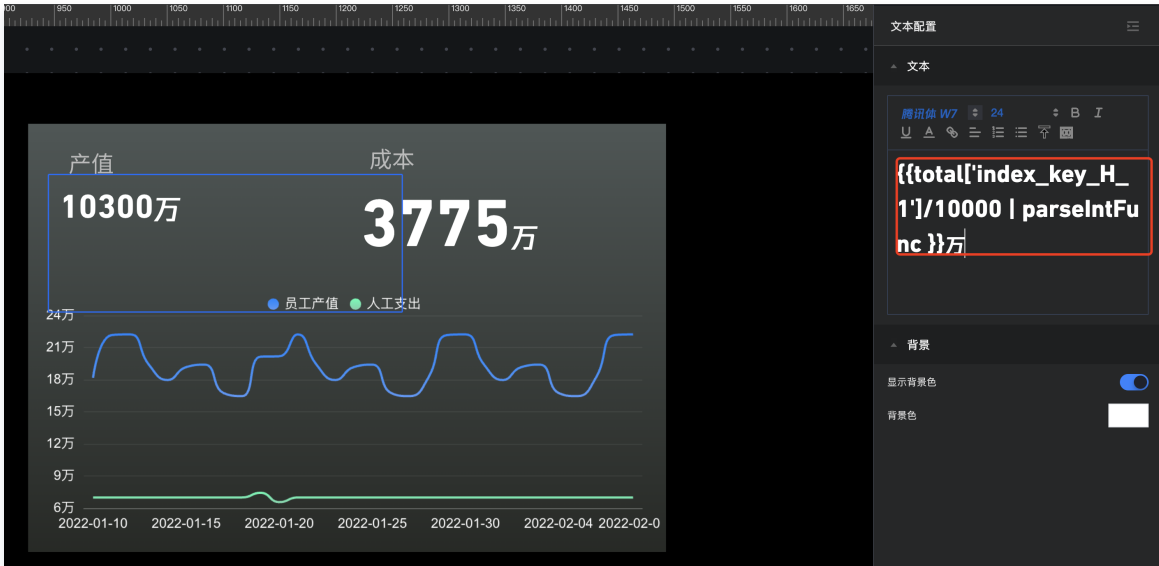 00 950 1000 1050 1100 1150 1200 1250 1300 1350 1400 1450 1500 1550 1600 1650
产值 成本
10300万 3775万
员工产值 人工支出
24万
21万
18万
15万
12万
9万
6万
2022-01-10 2022-01-15 2022-01-20 2022-01-25 2022-01-30 2022-02-04 2022-02-0
文本配置
文本
腾讯体 W7 24 B I
U A
{{total['index_key_H_
1']/10000 | parseIntFu
nc }}万
背景
显示背景色
背景色